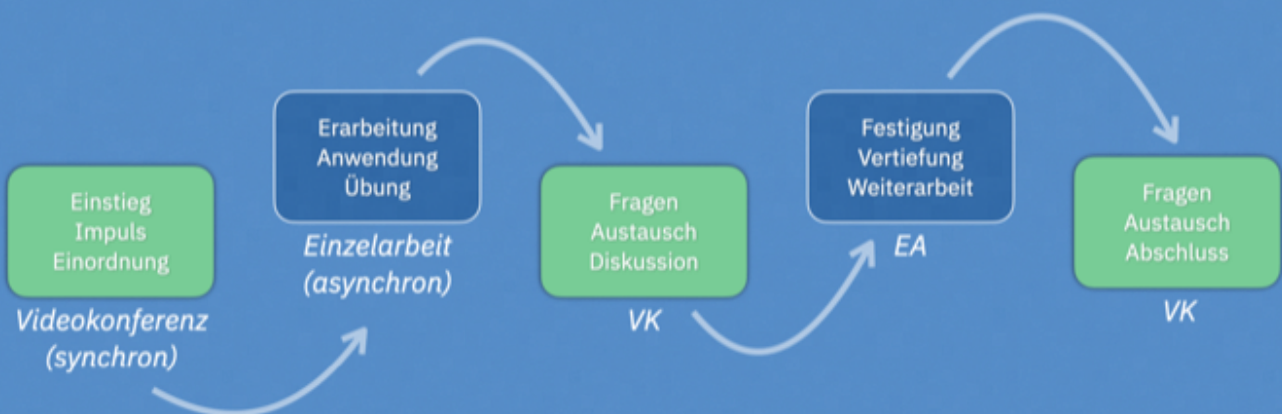 Einstieg
Impuls
Einordnung
Videokonferenz
(synchron)
Erarbeitung
Anwendung
Übung
Einzelarbeit
(asynchron)
Fragen
Austausch
Diskussion
VK
Festigung
Vertiefung
Weiterarbeit
EA
Fragen
Austausch
Abschluss
VK